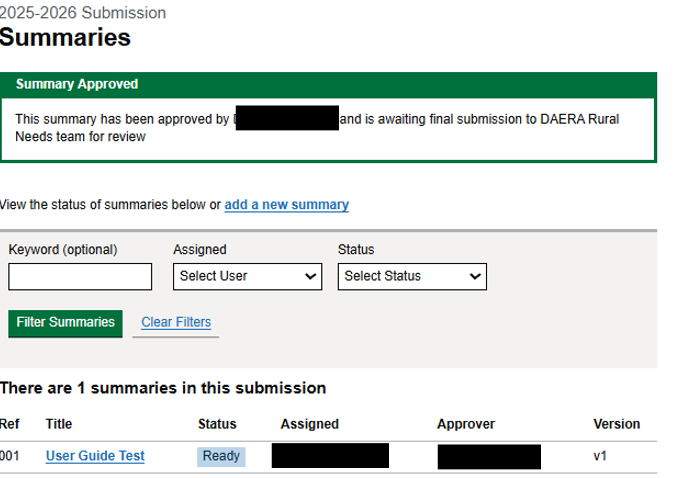 2025-2026 Submission
Summaries
Summary Approved
This summary has been approved by and is awaiting final submission to DAERA Rural
Needs team for review
View the status of summaries below or add a new summary
Keyword (optional) Assigned Status
Select User Select Status
Filter Summaries Clear Filters
There are 1 summaries in this submission
Ref Title Status Assigned Approver Version
001 User Guide Test Ready v1